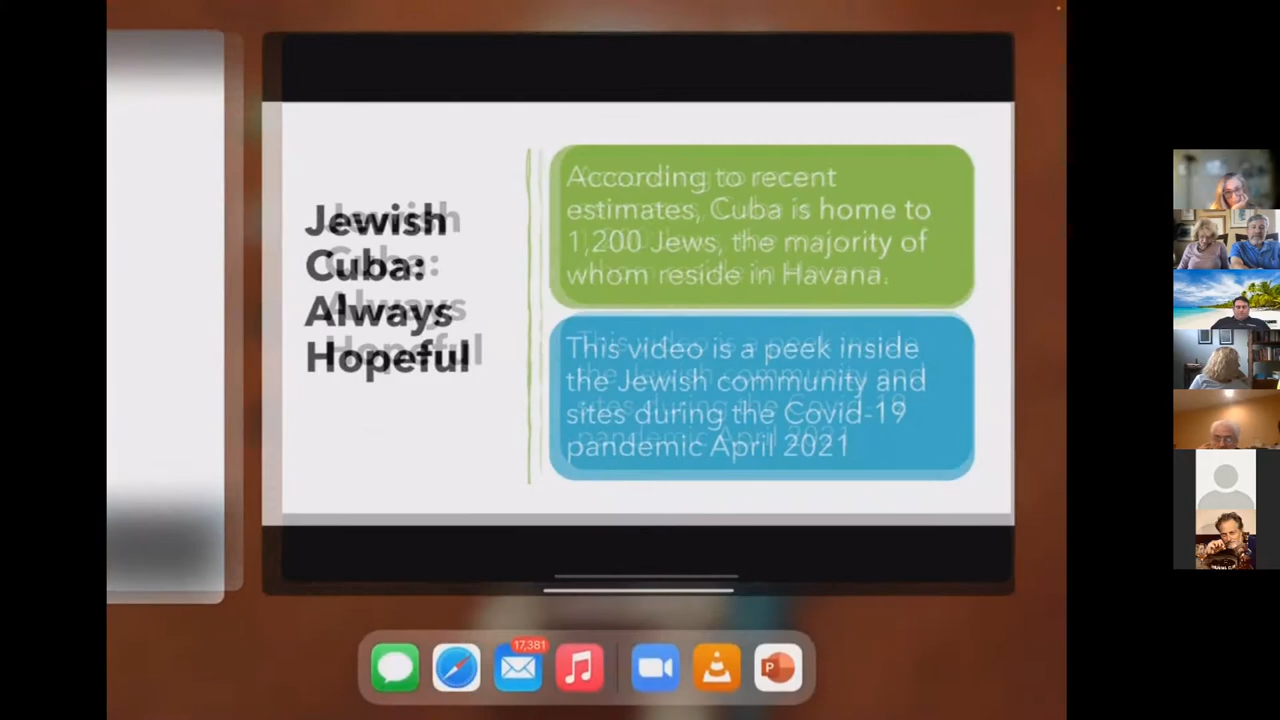 Jewish
Cuba:
Always
Hopeful
According to recent
estimates, Cuba is home to
1,200 Jews, the majority of
whom reside in Havana.
This video is a peek inside
the Jewish community and
sites during the Covid-19
pandemic April 2021
17,381
P